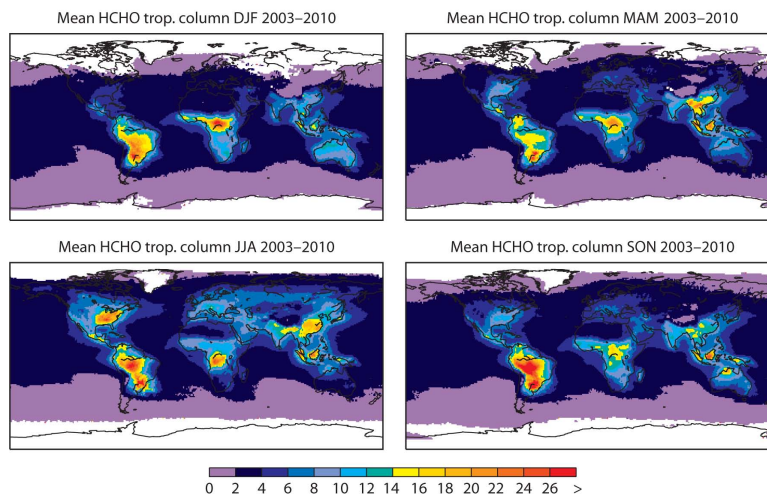 Mean HCHO trop. column DJF 2003–2010
Mean HCHO trop. column MAM 2003–2010
Mean HCHO trop. column JJA 2003–2010
Mean HCHO trop. column SON 2003–2010
0 2 4 6 8 10 12 14 16 18 20 22 24 26 >